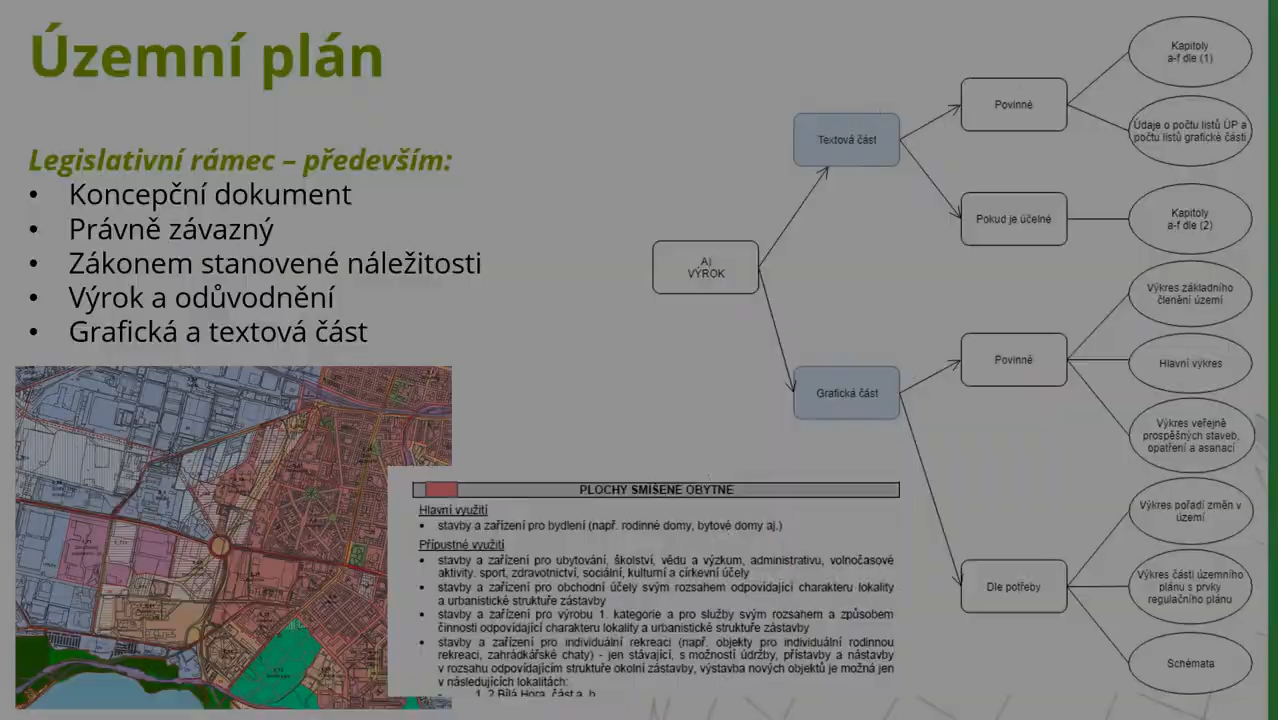 Územní plán
Legislativní rámec – především:
• Koncepční dokument
• Právně závazný
• Zákonem stanovené náležitosti
• Výrok a odůvodnění
• Grafická a textová část
PLOCHY SMÍŠENÉ OBYTNÉ
Hlavní využití
• stavby a zařízení pro bydlení (např. rodinné domy, bytové domy aj.)
Přípustné využití
• stavby a zařízení pro ubytování, školství, vědu a výzkum, administrativu, volnočasové
aktivity, sport, zdravotnictví, sociální, kulturní a církevní účely
• stavby a zařízení pro obchodní účely svým rozsahem odpovídající charakteru lokality
a urbanistické struktuře zástavby
• stavby a zařízení pro výrobu 1. kategorie a pro služby svým rozsahem a způsobem
činnosti odpovídající charakteru lokality a urbanistické struktuře zástavby
• stavby a zařízení pro individuální rekreaci (např. objekty pro individuální rodinnou
rekreaci, zahrádkářské chaty) - jen stávající, s možností údržby, přístavby a nástavby
v rozsahu odpovídajícím struktuře okolní zástavby, výstavba nových objektů je možná jen
v následujících lokalitách:
- 1. 2 Bílá Hora, část a, b
A)
VÝROK
Textová část
Grafická část
Povinné
Pokud je účelné
Povinné
Dle potřeby
Kapitoly
a-f dle (1)
Údaje o počtu listů ÚP a
počtu listů grafické části
Kapitoly
a-f dle (2)
Výkres základního
členění území
Hlavní výkres
Výkres veřejně
prospěšných staveb,
opatření a asanací
Výkres pořadí změn v
území
Výkres části územního
plánu s prvky
regulačního plánu
Schémata